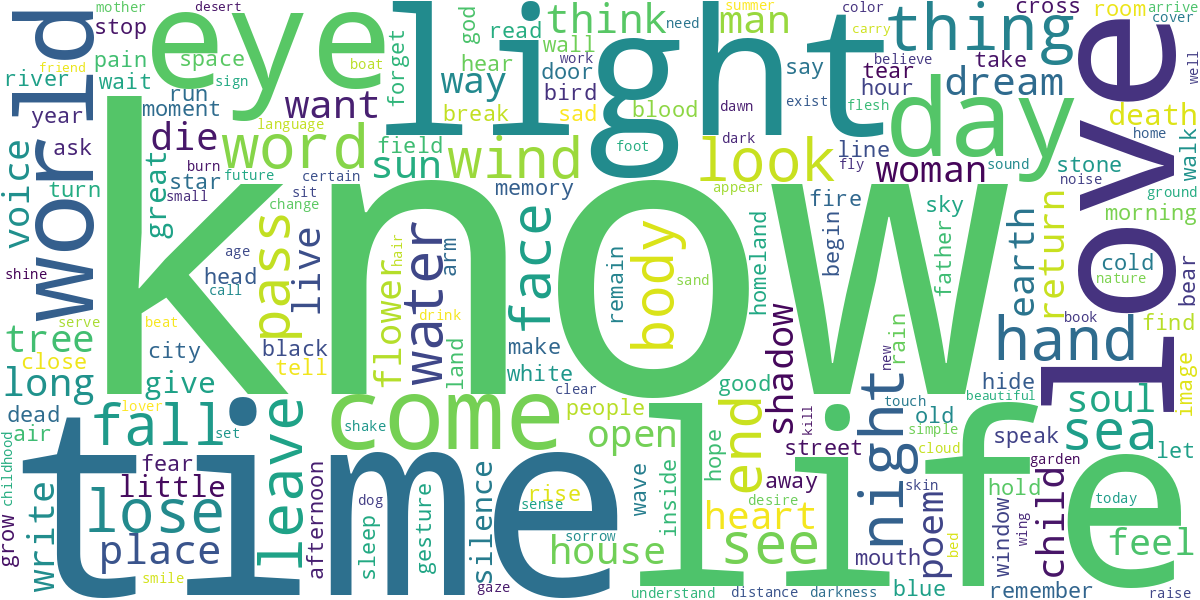 know
time
life
light
love
eye
day
world
come
thing
word
wind
look
man
think
way
want
die
sun
woman
dream
hand
sea
soul
see
night
house
open
end
heart
face
body
water
pass
live
fall
lose
leave
place
little
write
long
tree
give
child
poem
feel
return
earth
shadow
silence
flower
voice
mother
desert
stop
pain
space
river
wait
sign
friend
boat
run
moment
year
ask
language
turn
great
star
burn
future
small
certain
sit
change
forget
god
read
hear
wall
work
door
bird
break
sad
need
summer
carry
color
say
blood
dawn
dark
foot
field
memory
exist
believe
tear
hour
flesh
fly
line
take
cross
room
arrive
cover
well
death
home
walk
stone
sound
noise
ground
morning
appear
fire
sky
father
begin
homeland
remain
sand
cold
nature
bear
book
find
image
hide
beautiful
new
rain
touch
old
simple
cloud
kill
good
clear
white
make
land
arm
hair
drink
black
tell
head
age
call
city
beat
serve
shine
close
dead
air
lover
set
childhood
fear
grow
smile
afternoon
shake
dog
sleep
gesture
sense
rise
gaze
sorrow
people
wave
inside
hope
understand
distance
darkness
desire
away
street
mouth
blue
skin
speak
bed
window
wing
hold
garden
remember
today
let
raise